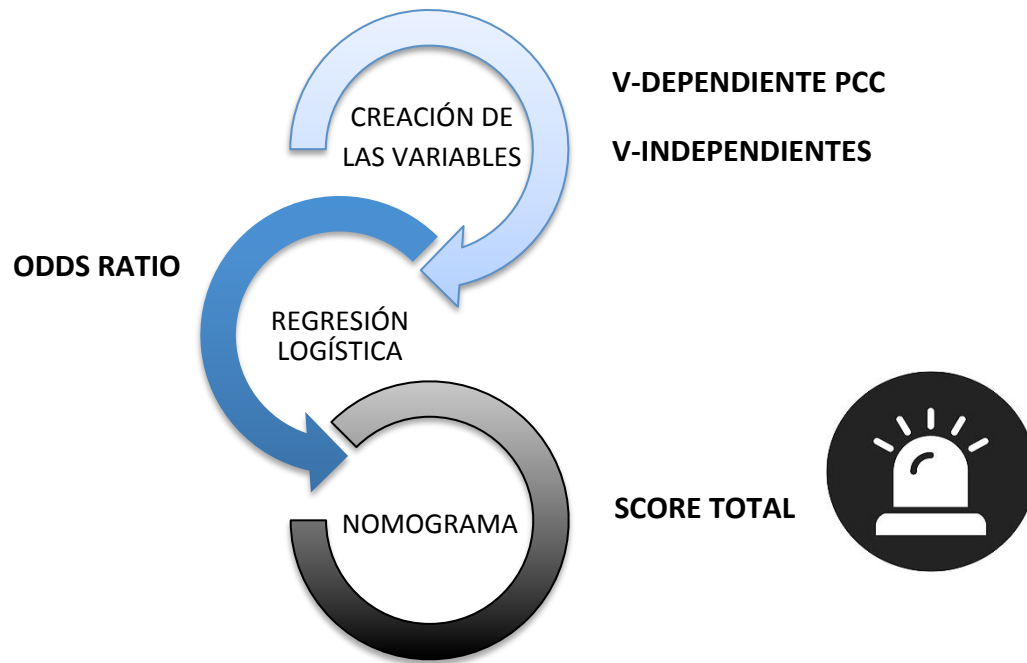 CREACIÓN DE
LAS VARIABLES
V-DEPENDIENTE PCC
V-INDEPENDIENTES
ODDS RATIO
REGRESIÓN
LOGÍSTICA
NOMOGRAMA
SCORE TOTAL